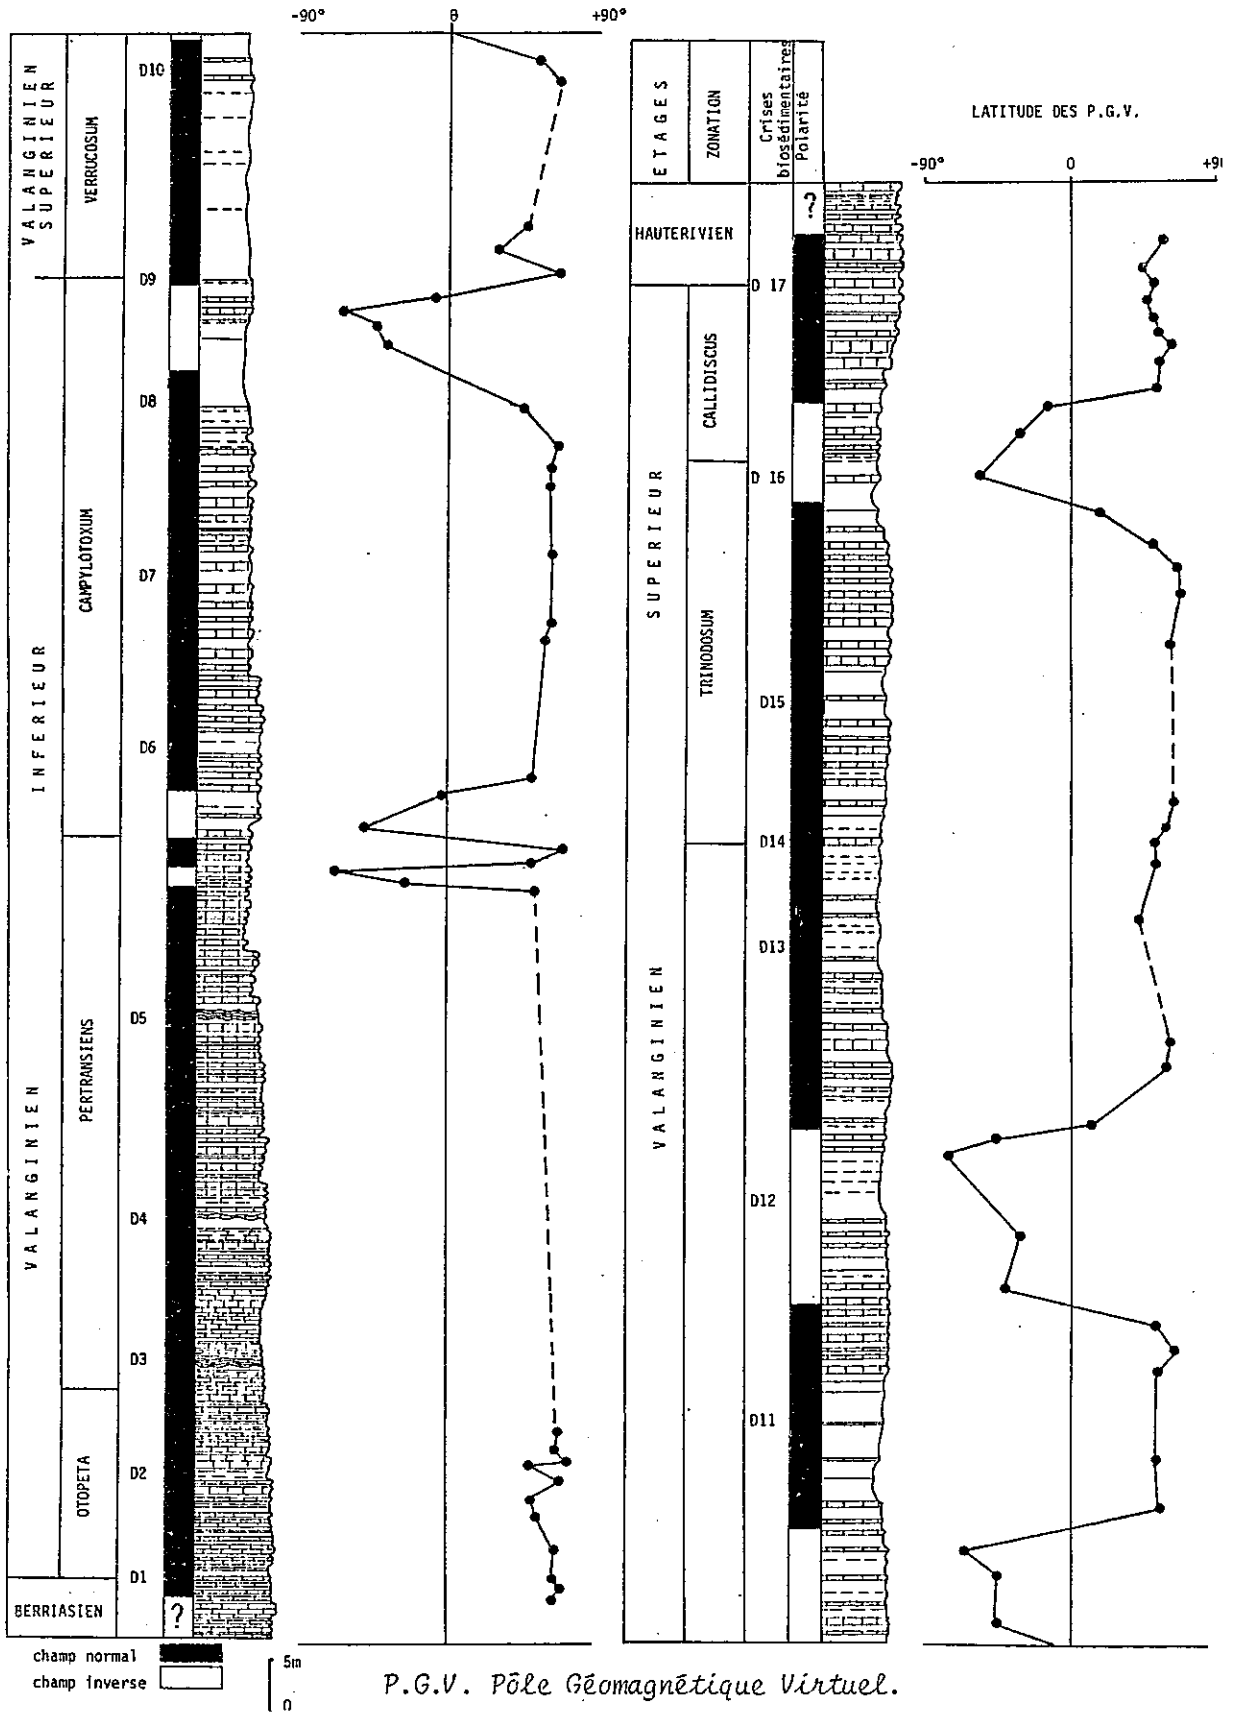 -90° 0 +90°
VALANGINIEN
SUPERIEUR
VERRUCOSUM
D10
D9
INFERIEUR
CAMPYLOTOXUM
D8
D7
D6
VALANGINIEN
PERTRANSIENS
D5
D4
D3
OTOPETA
D2
D1
BERRIASIEN
?
champ normal
champ inverse
5m
0
ETAGES
ZONATION
Crises
biosédimentaires
Polarité
LATITUDE DES P.G.V.
-90° 0 +9
?
HAUTERIVIEN
D 17
SUPERIEUR
CALLIDISCUS
D 16
TRINODOSUM
D15
D14
D13
VALANGINIEN
D12
D11
P.G.V. Pôle Géomagnétique Virtuel.